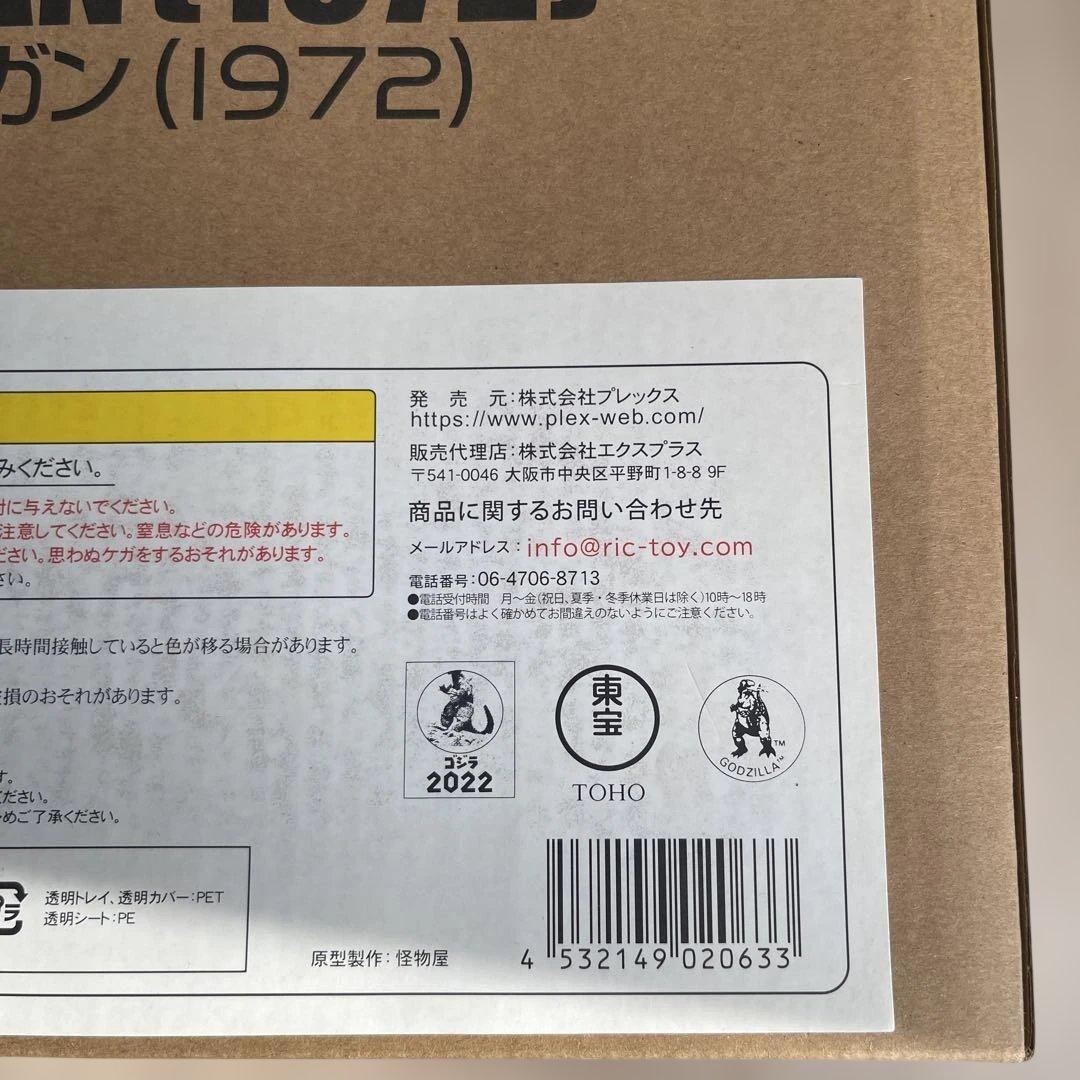 ガン(1972)
発売元:株式会社プレックス
https://www.plex-web.com/
販売代理店:株式会社エクスプラス
〒541-0046 大阪市中央区平野町1-8-8 9F
商品に関するお問い合わせ先
メールアドレス:info@ric-toy.com
電話番号:06-4706-8713
●電話受付時間 月～金(祝日、夏季・冬季休業日は除く)10時～18時
●電話番号はよく確かめてお間違えのないようにご注意ください。
みください。
に与えないでください。
注意してください。窒息などの危険があります。
ださい。思わぬケガをするおそれがあります。
さい。
長時間接触していると色が移る場合があります。
損のおそれがあります。
す。
ださい。
めご了承ください。
ゴジラ
2022
東宝
TOHO
GODZILLA™
TM
プラ
透明トレイ、透明カバー:PET
透明シート:PE
原型製作:怪物屋
4 532149 020633